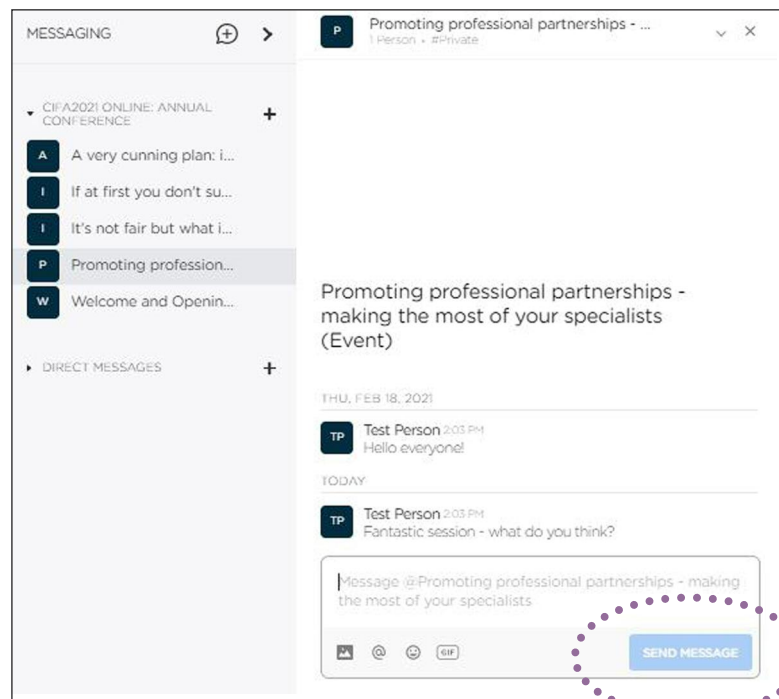 MESSAGING
CIFA2021 ONLINE: ANNUAL
CONFERENCE
A A very cunning plan: i...
I If at first you don't su...
I It's not fair but what i...
P Promoting profession...
W Welcome and Openin...
DIRECT MESSAGES
P Promoting professional partnerships - ...
1 Person • #Private
Promoting professional partnerships -
making the most of your specialists
(Event)
THU, FEB 18, 2021
TP Test Person 2:03 PM
Hello everyone!
TODAY
TP Test Person 2:03 PM
Fantastic session - what do you think?
Message @Promoting professional partnerships - making
the most of your specialists
@ GIF SEND MESSAGE